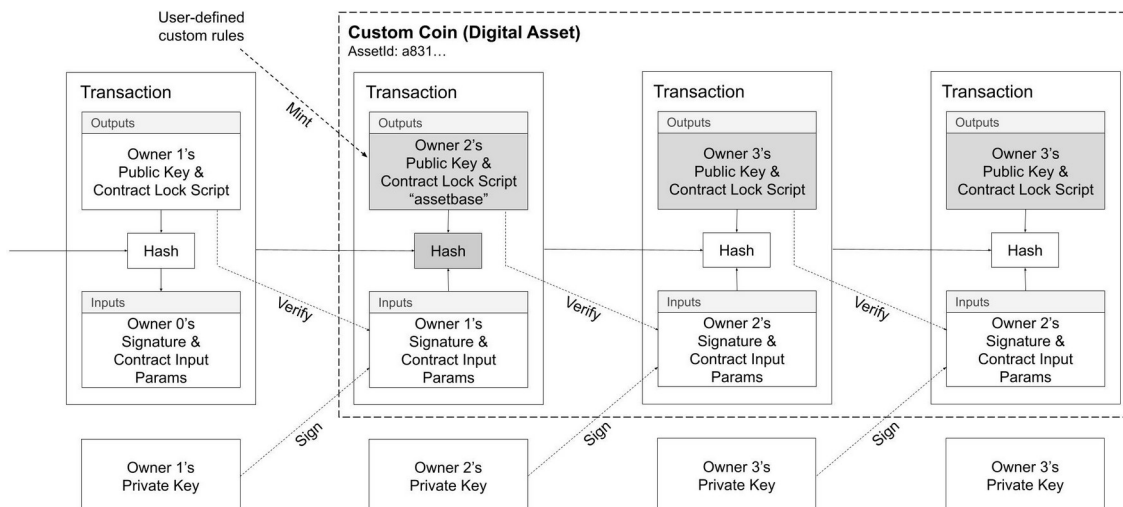 User-defined
custom rules
Mint
Custom Coin (Digital Asset)
AssetId: a831…
Transaction
Outputs
Owner 1’s
Public Key &
Contract Lock Script
Hash
Inputs
Owner 0’s
Signature &
Contract Input
Params
Verify
Sign
Owner 1’s
Private Key
Transaction
Outputs
Owner 2’s
Public Key &
Contract Lock Script
“assetbase”
Hash
Inputs
Owner 1’s
Signature &
Contract Input
Params
Verify
Sign
Owner 2’s
Private Key
Transaction
Outputs
Owner 3’s
Public Key &
Contract Lock Script
Hash
Inputs
Owner 2’s
Signature &
Contract Input
Params
Verify
Sign
Owner 3’s
Private Key
Transaction
Outputs
Owner 3’s
Public Key &
Contract Lock Script
Hash
Inputs
Owner 2’s
Signature &
Contract Input
Params
Owner 3’s
Private Key